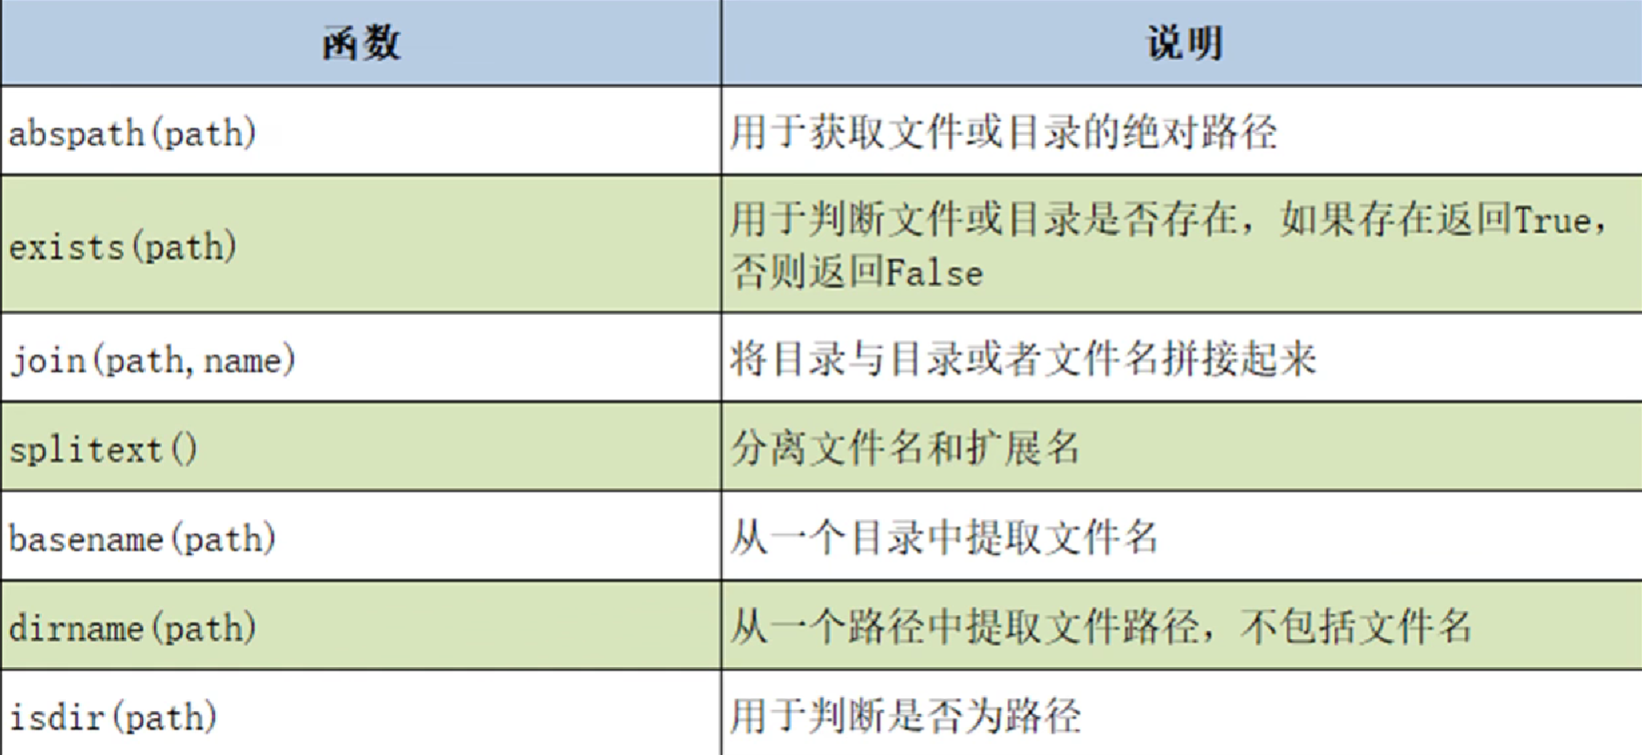 函数
说明
abspath(path)
用于获取文件或目录的绝对路径
exists(path)
用于判断文件或目录是否存在，如果存在返回True，
否则返回False
join(path,name)
将目录与目录或者文件名拼接起来
splitext()
分离文件名和扩展名
basename(path)
从一个目录中提取文件名
dirname(path)
从一个路径中提取文件路径，不包括文件名
isdir(path)
用于判断是否为路径